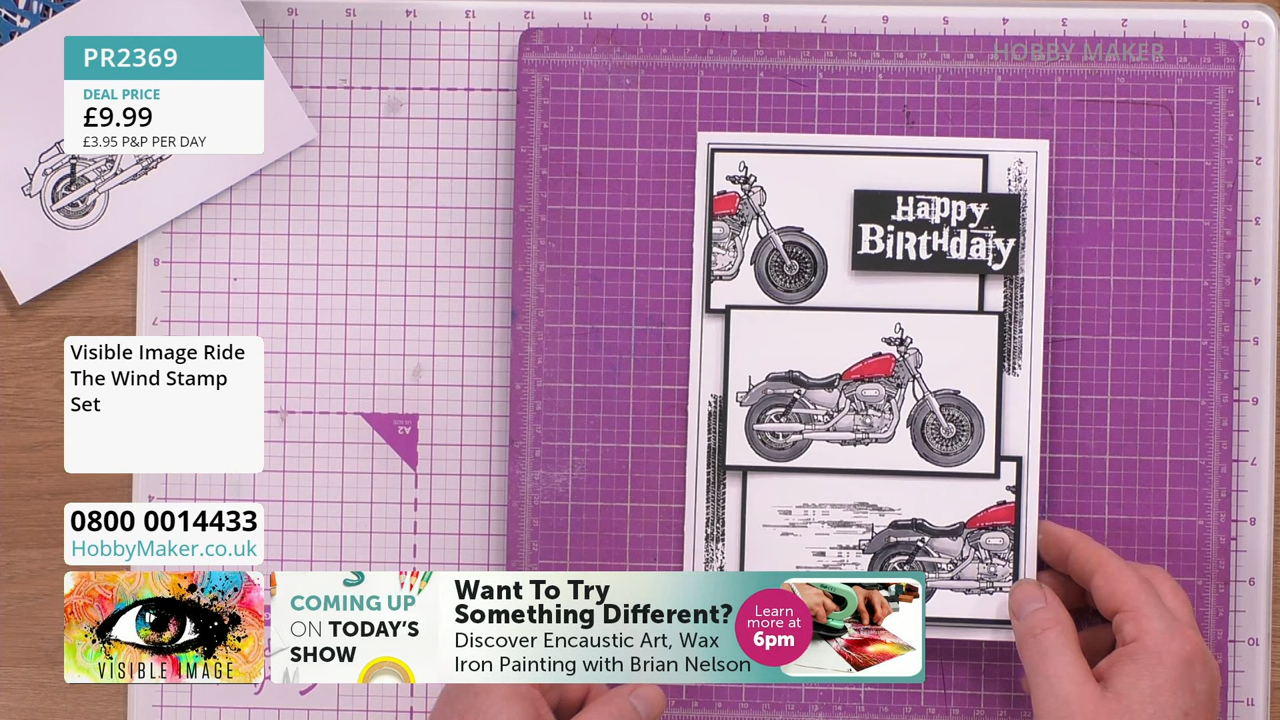 HOBBY MAKER
PR2369
DEAL PRICE
£9.99
£3.95 P&P PER DAY
Happy
BiRtHday
Visible Image Ride
The Wind Stamp
Set
A2
0800 0014433
HobbyMaker.co.uk
VISIBLE IMAGE
COMING UP
ON TODAY'S
SHOW
Want To Try
Something Different?
Discover Encaustic Art, Wax
Iron Painting with Brian Nelson
Learn
more at
6pm